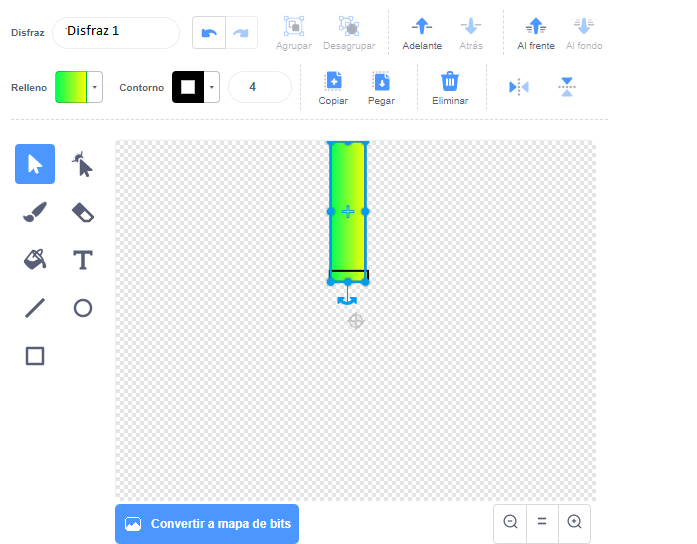 Disfraz
Disfraz 1
Agrupar
Desagrupar
Adelante
Atrás
Al frente
Al fondo
Relleno
Contorno
4
Copiar
Pegar
Eliminar
T
Convertir a mapa de bits